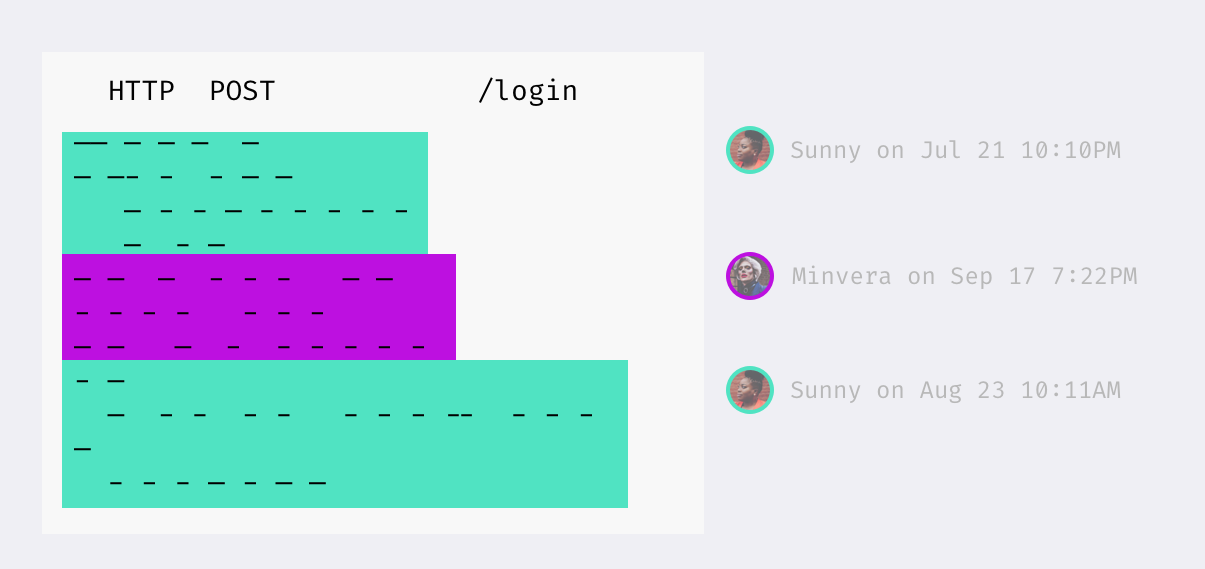 HTTP POST /login
Sunny on Jul 21 10:10PM
Minvera on Sep 17 7:22PM
Sunny on Aug 23 10:11AM